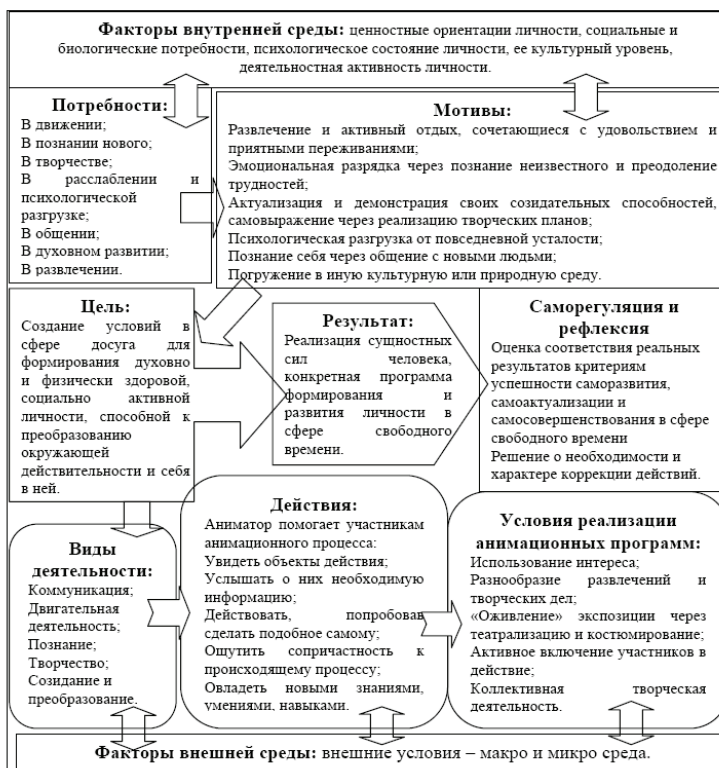 Факторы внутренней среды: ценностные ориентации личности, социальные и
биологические потребности, психологическое состояние личности, ее культурный уровень,
деятельностная активность личности.
Потребности:
В движении;
В познании нового;
В творчестве;
В расслаблении и
психологической
разгрузке;
В общении;
В духовном развитии;
В развлечении.
Мотивы:
Развлечение и активный отдых, сочетающиеся с удовольствием и
приятными переживаниями;
Эмоциональная разрядка через познание неизвестного и преодоление
трудностей;
Актуализация и демонстрация своих созидательных способностей,
самовыражение через реализацию творческих планов;
Психологическая разгрузка от повседневной усталости;
Познание себя через общение с новыми людьми;
Погружение в иную культурную или природную среду.
Цель:
Создание условий в
сфере досуга для
формирования духовно
и физически здоровой,
социально активной
личности, способной к
преобразованию
окружающей
действительности и себя
в ней.
Результат:
Реализация сущностных
сил человека,
конкретная программа
формирования и
развития личности в
сфере свободного
времени.
Саморегуляция и
рефлексия
Оценка соответствия реальных
результатов критериям
успешности саморазвития,
самоактуализации и
самосовершенствования в сфере
свободного времени
Решение о необходимости и
характере коррекции действий.
Виды
деятельности:
Коммуникация;
Двигательная
деятельность;
Познание;
Творчество;
Созидание и
преобразование.
Действия:
Аниматор помогает участникам
анимационного процесса:
Увидеть объекты действия;
Услышать о них необходимую
информацию;
Действовать, попробовав
сделать подобное самому;
Ощутить сопричастность к
происходящему процессу;
Овладеть новыми знаниями,
умениями, навыками.
Условия реализации
анимационных программ:
Использование интереса;
Разнообразие развлечений и
творческих дел;
«Оживление» экспозиции через
театрализацию и костюмирование;
Активное включение участников в
действие;
Коллективная творческая
деятельность.
Факторы внешней среды: внешние условия – макро и микро среда.